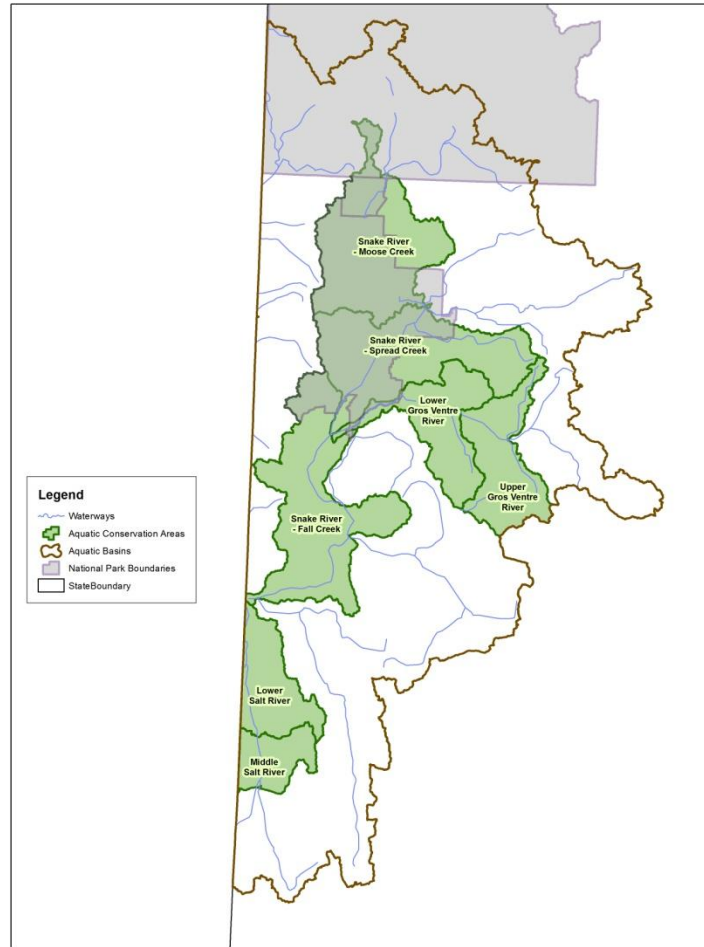 Snake River
- Moose Creek
Snake River
- Spread Creek
Lower
Gros Ventre
River
Upper
Gros Ventre
River
Snake River
- Fall Creek
Lower
Salt River
Middle
Salt River
Legend
Waterways
Aquatic Conservation Areas
Aquatic Basins
National Park Boundaries
StateBoundary